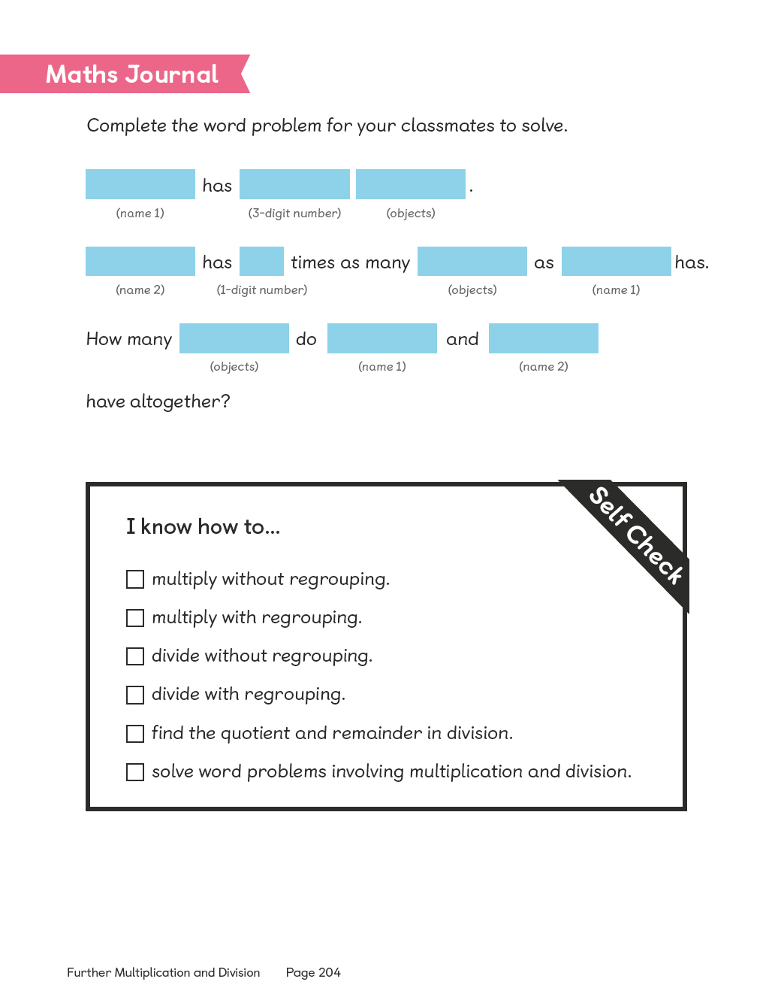 Maths Journal
Complete the word problem for your classmates to solve.
has .
(name 1) (3-digit number) (objects)
has times as many as has.
(name 2) (1-digit number) (objects) (name 1)
How many do and
(objects) (name 1) (name 2)
have altogether?
Self Check
I know how to...
multiply without regrouping.
multiply with regrouping.
divide without regrouping.
divide with regrouping.
find the quotient and remainder in division.
solve word problems involving multiplication and division.
Further Multiplication and Division Page 204